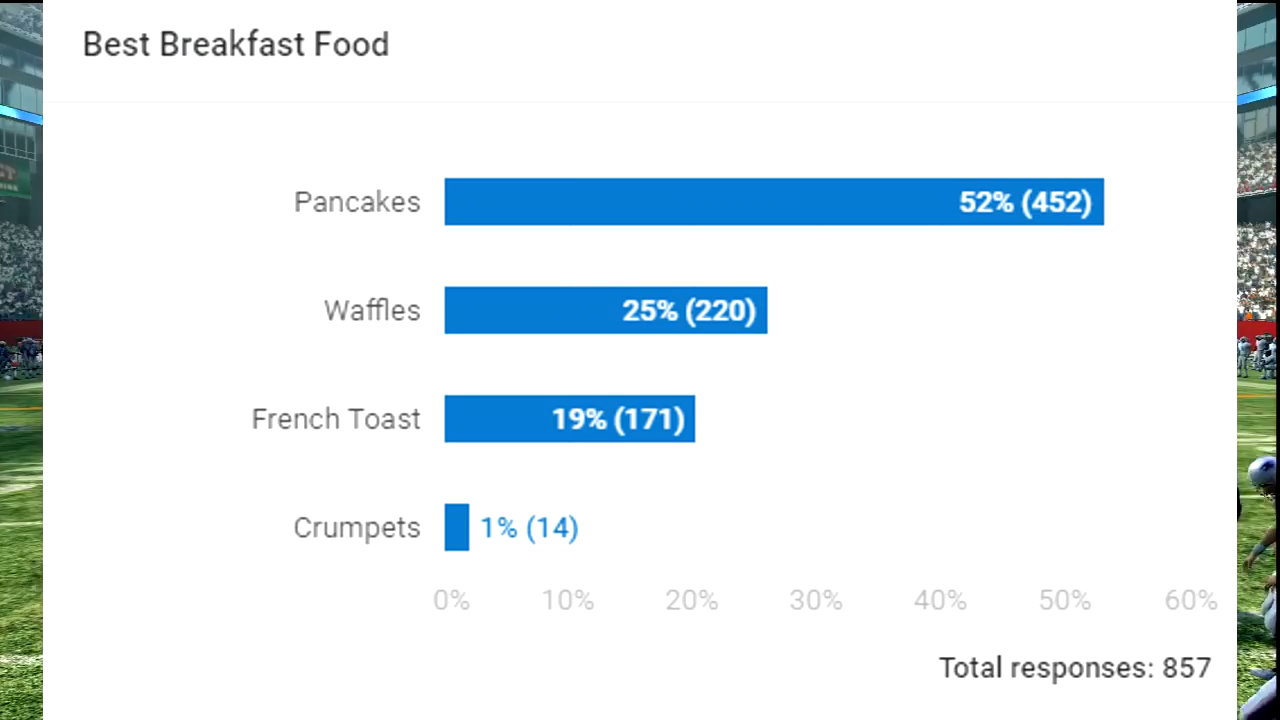 Best Breakfast Food
Pancakes 52% (452)
Waffles 25% (220)
French Toast 19% (171)
Crumpets 1% (14)
0% 10% 20% 30% 40% 50% 60%
Total responses: 857